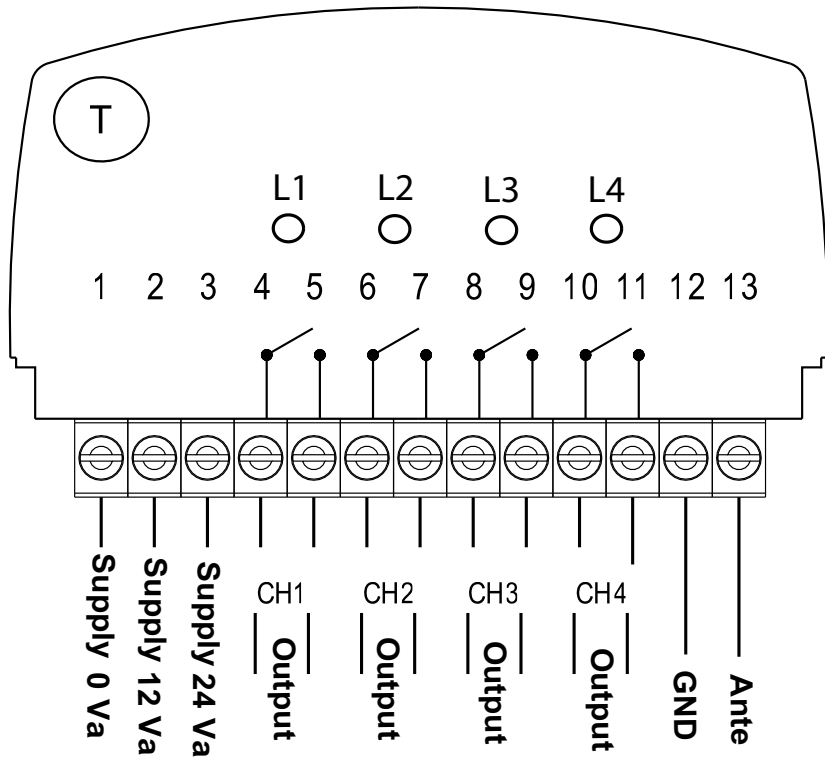 T
L1 L2 L3 L4
1 2 3 4 5 6 7 8 9 10 11 12 13
CH1 CH2 CH3 CH4
Supply 0 Va
Supply 12 Va
Supply 24 Va
Output
Output
Output
Output
GND
Ante